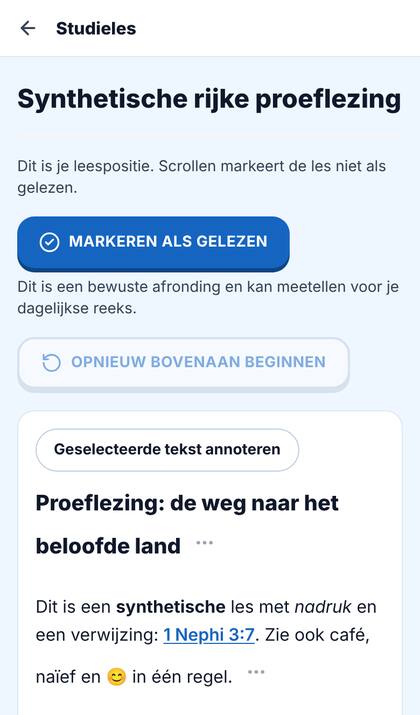 Studieles
Synthetische rijke proeflezing
Dit is je leespositie. Scrollen markeert de les niet als
gelezen.
MARKEREN ALS GELEZEN
Dit is een bewuste afronding en kan meetellen voor je
dagelijkse reeks.
OPNIEUW BOVENAAN BEGINNEN
Geselecteerde tekst annoteren
Proeflezing: de weg naar het
beloofde land ···
Dit is een synthetische les met nadruk en
een verwijzing: 1 Nephi 3:7. Zie ook café,
naïef en 😊 in één regel. ···